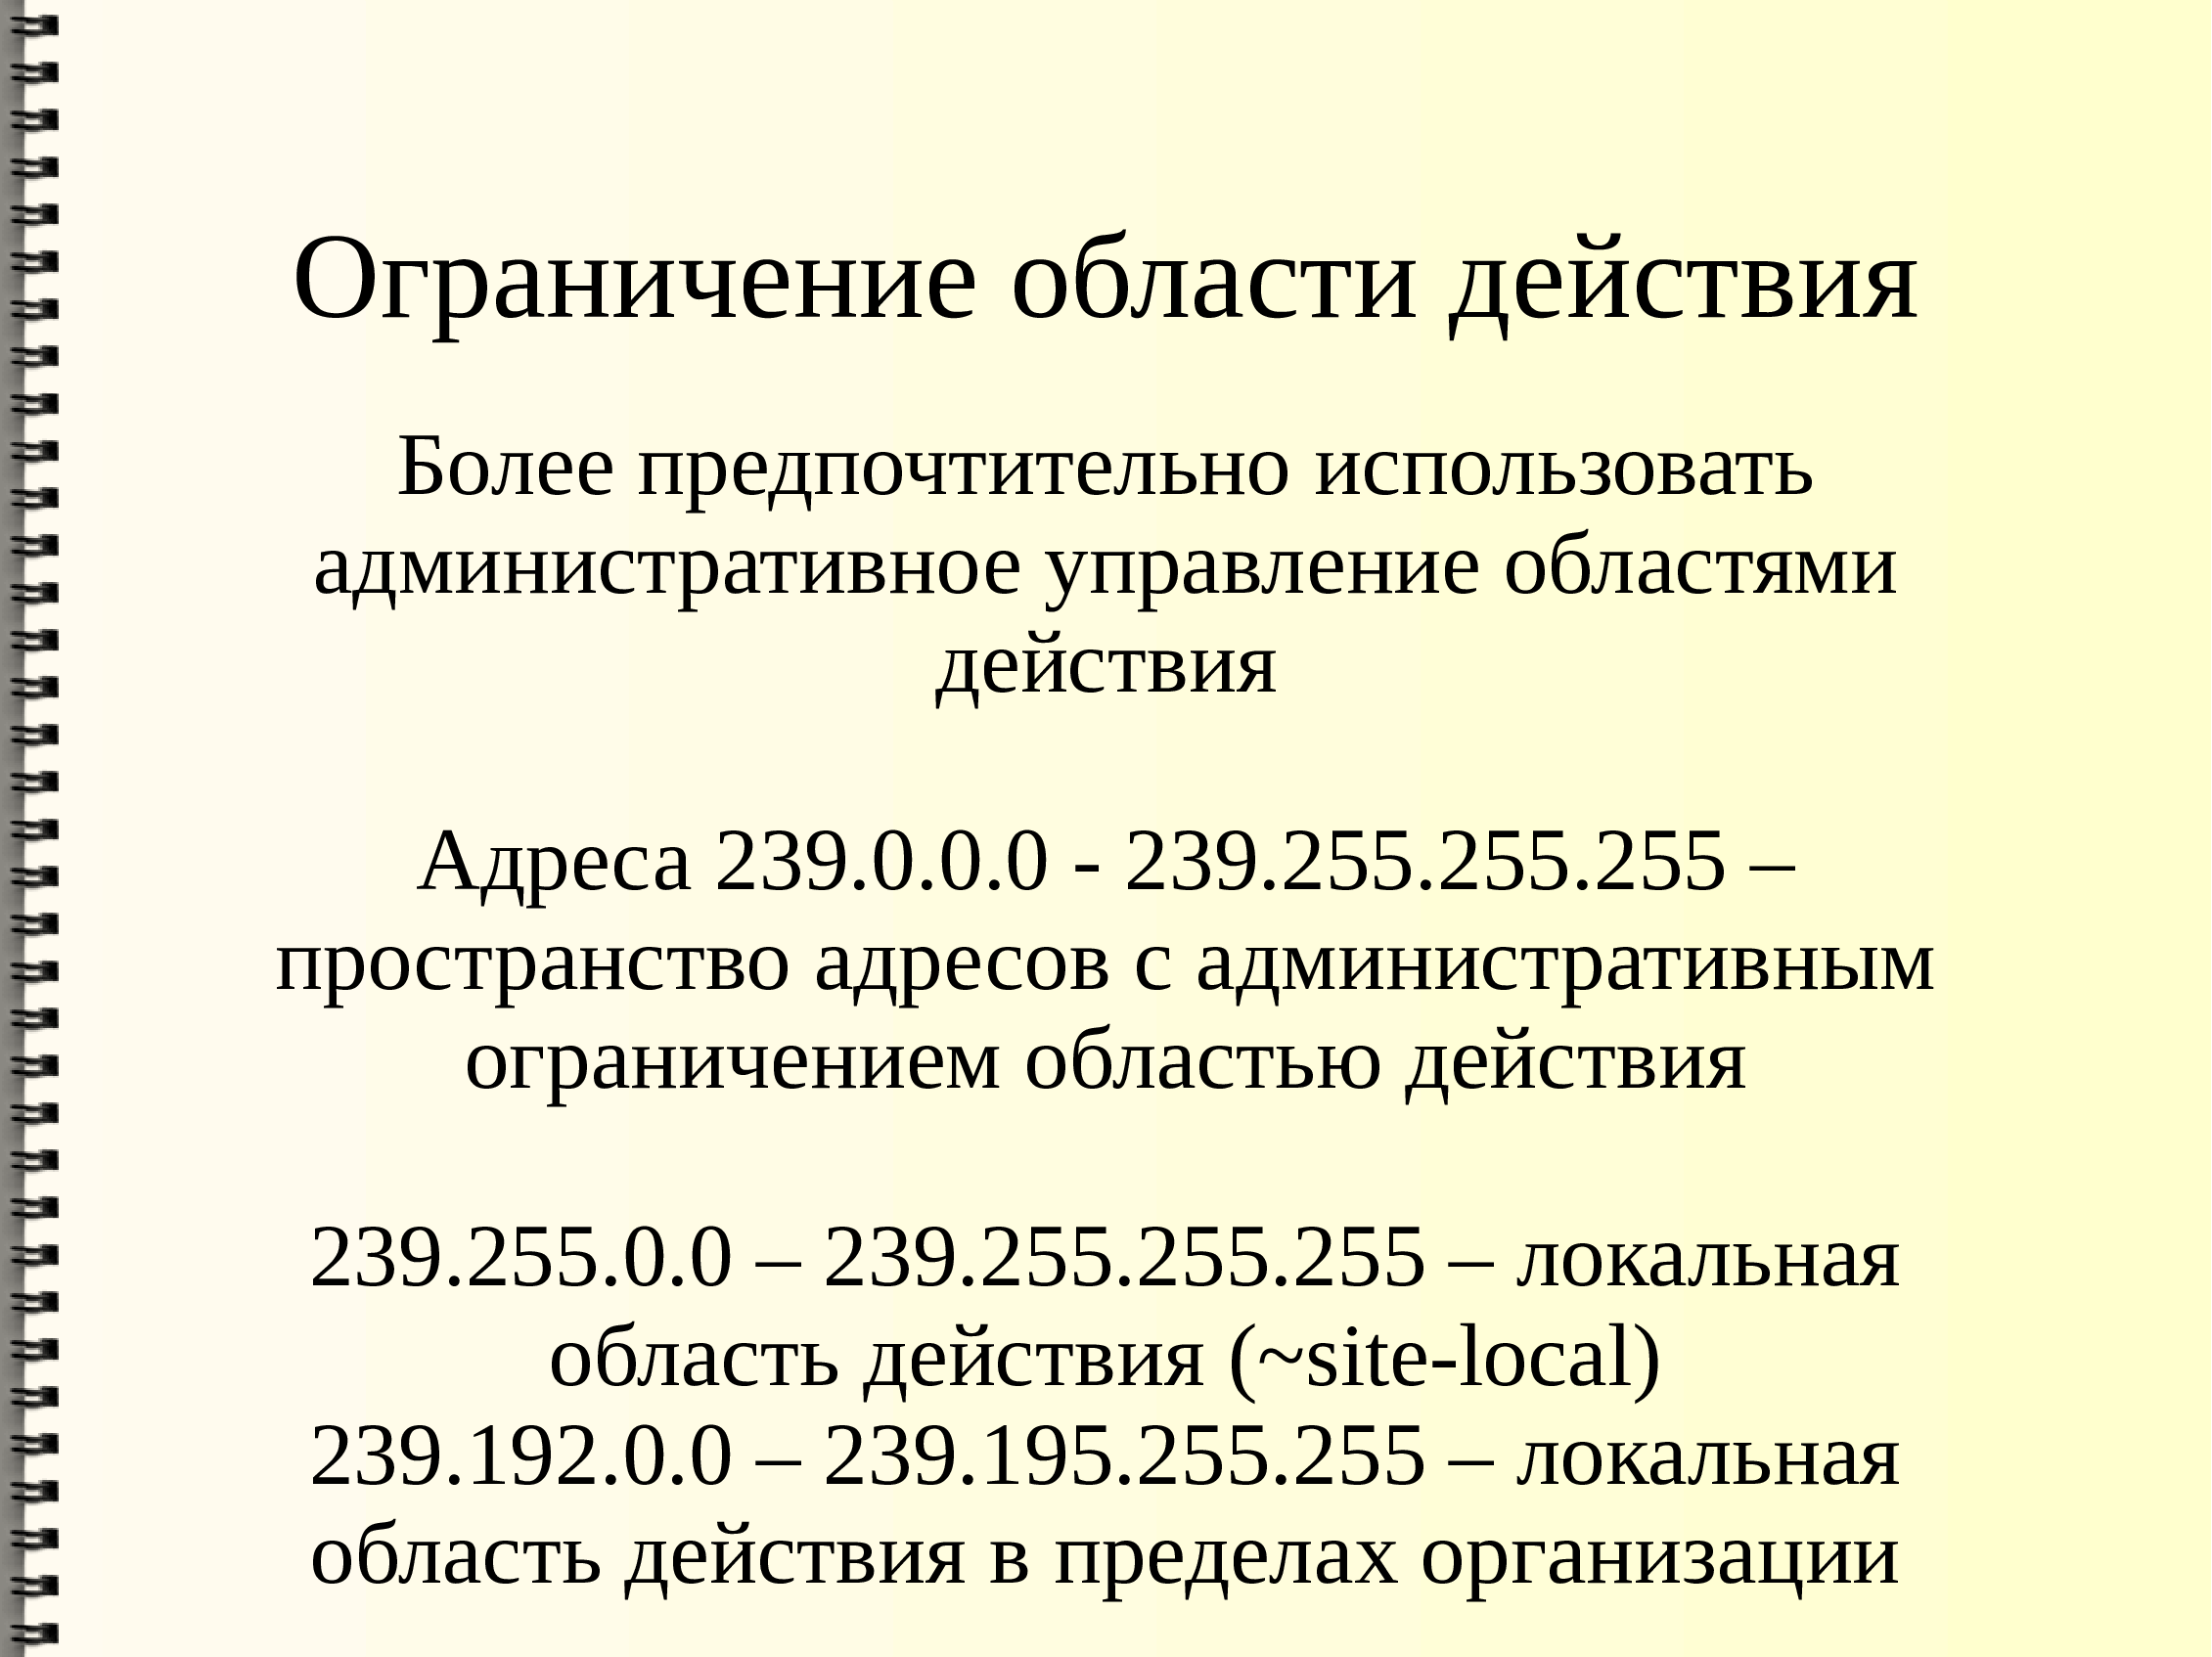 Ограничение области действия
Более предпочтительно использовать
административное управление областями
действия
Адреса 239.0.0.0 - 239.255.255.255 –
пространство адресов с административным
ограничением областью действия
239.255.0.0 – 239.255.255.255 – локальная
область действия (~site-local)
239.192.0.0 – 239.195.255.255 – локальная
область действия в пределах организации